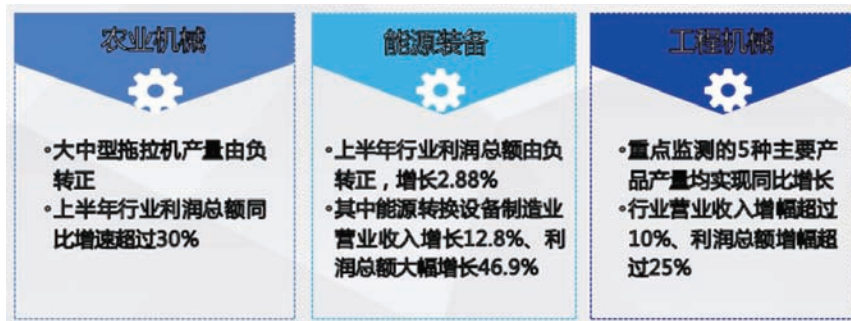 农业机械
◦大中型拖拉机产量由负
转正
◦上半年行业利润总额同
比增速超过30%
能源装备
◦上半年行业利润总额由负
转正，增长2.88%
◦其中能源转换设备制造业
营业收入增长12.8%、利
润总额大幅增长46.9%
工程机械
◦重点监测的5种主要产
品产量均实现同比增长
◦行业营业收入增幅超过
10%、利润总额增幅超
过25%